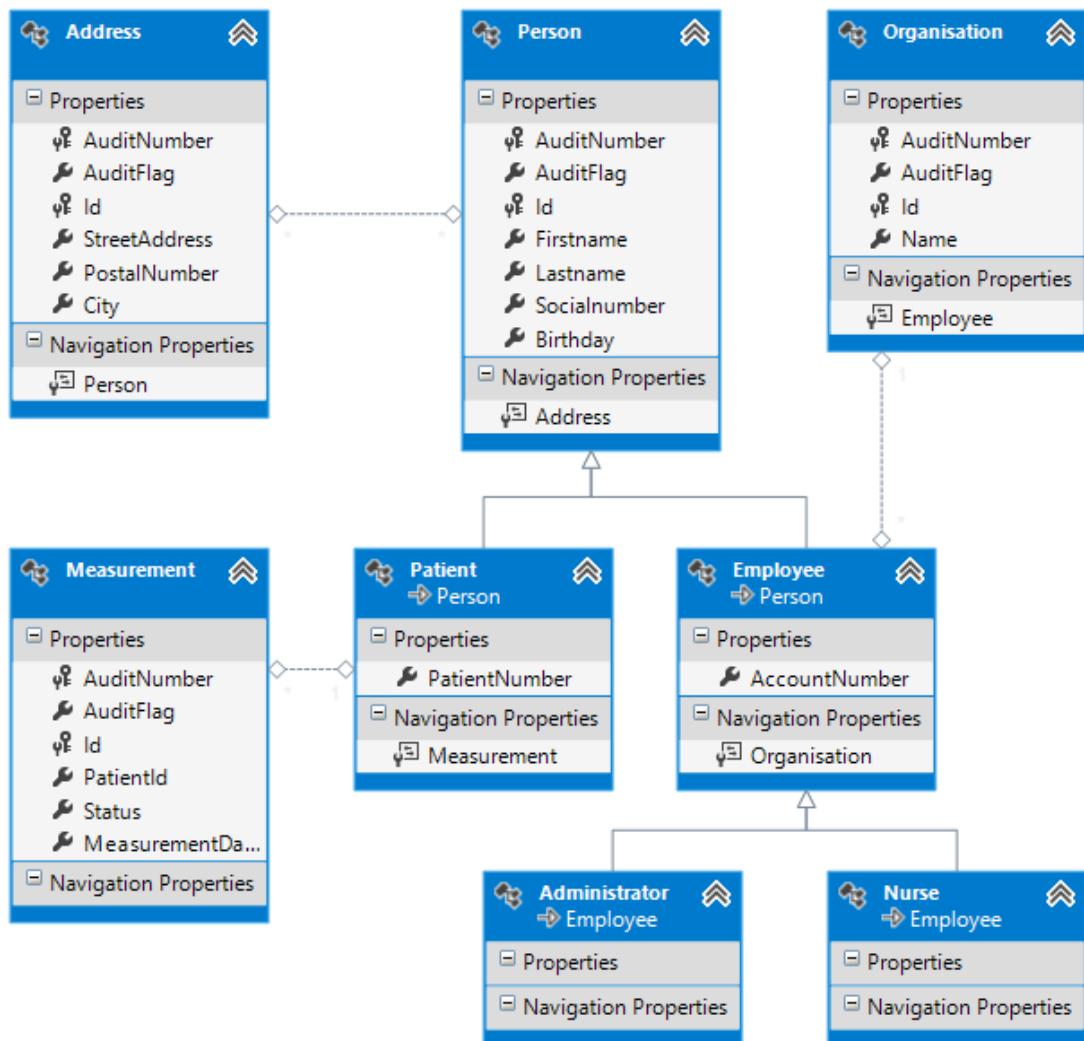 Address
Properties
AuditNumber
AuditFlag
Id
StreetAddress
PostalNumber
City
Navigation Properties
Person
*
Person
Properties
AuditNumber
AuditFlag
Id
Firstname
Lastname
Socialnumber
Birthday
Navigation Properties
Address
*
Organisation
Properties
AuditNumber
AuditFlag
Id
Name
Navigation Properties
Employee
1
*
Measurement
Properties
AuditNumber
AuditFlag
Id
PatientId
Status
MeasurementDa...
Navigation Properties
*
1
Patient
Person
Properties
PatientNumber
Navigation Properties
Measurement
Employee
Person
Properties
AccountNumber
Navigation Properties
Organisation
Administrator
Employee
Properties
Navigation Properties
Nurse
Employee
Properties
Navigation Properties